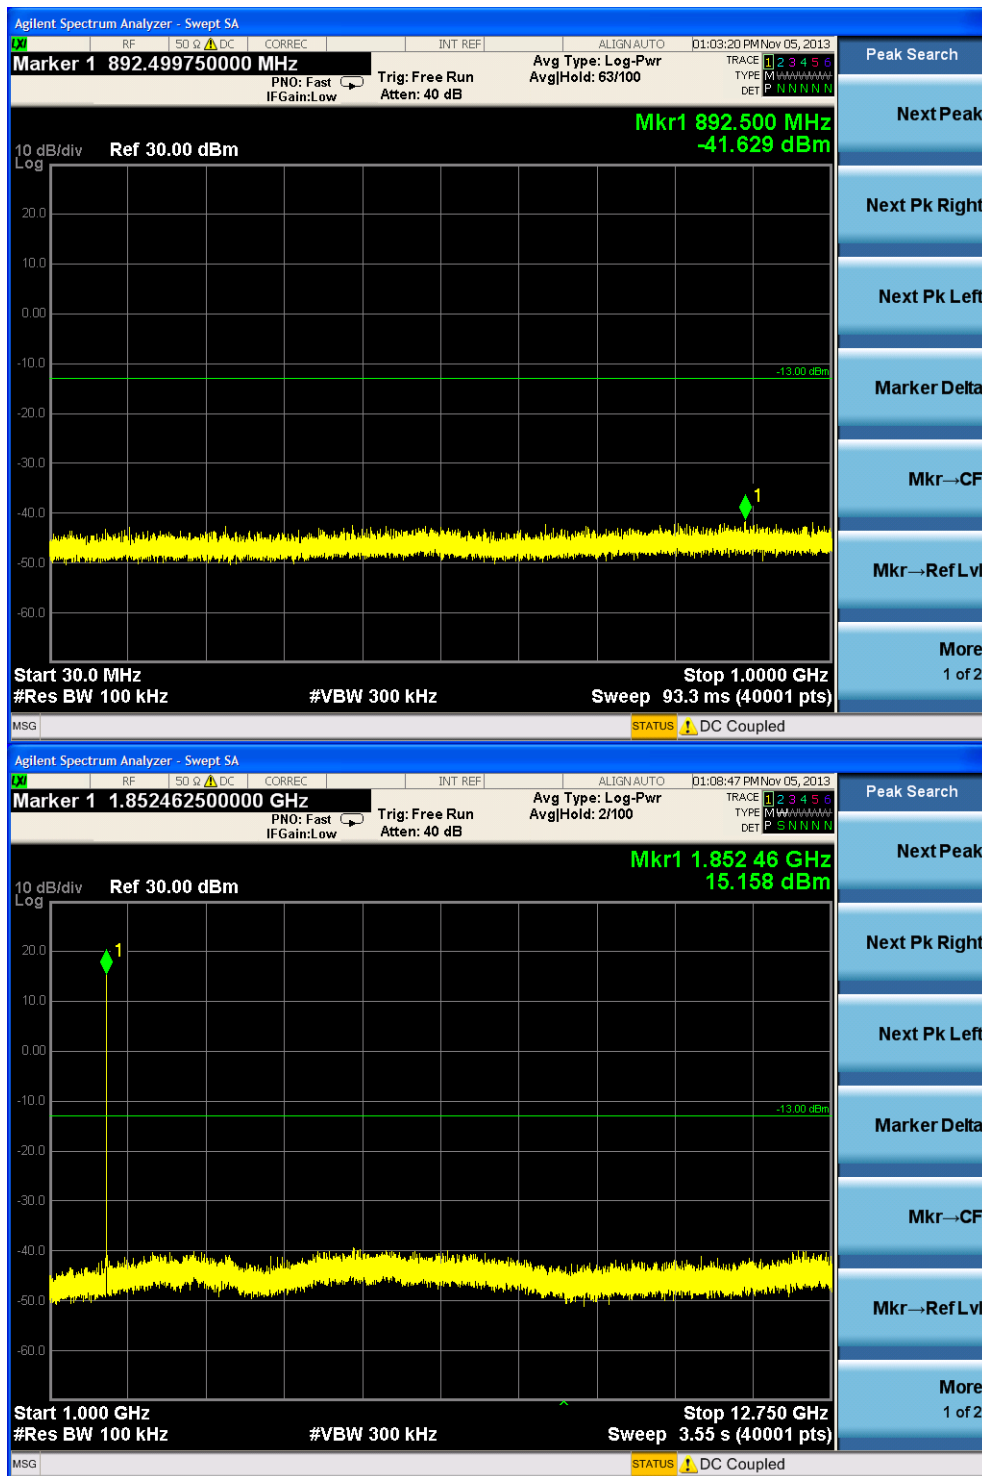 Agilent Spectrum Analyzer - Swept SA
LXI RF 50 Ω DC CORREC INT REF ALIGN AUTO 01:03:20 PM Nov 05, 2013
Marker 1 892.499750000 MHz
PNO: Fast
IFGain:Low
Trig: Free Run
Atten: 40 dB
Avg Type: Log-Pwr
Avg|Hold: 63/100
TRACE 1 2 3 4 5 6
TYPE M
DET P N N N N N
Mkr1 892.500 MHz
-41.629 dBm
10 dB/div
Log
Ref 30.00 dBm
20.0
10.0
0.00
-10.0
-13.00 dBm
-20.0
-30.0
1
-40.0
-50.0
-60.0
Start 30.0 MHz
Stop 1.0000 GHz
#Res BW 100 kHz
#VBW 300 kHz
Sweep 93.3 ms (40001 pts)
MSG
STATUS
DC Coupled
Peak Search
Next Peak
Next Pk Right
Next Pk Left
Marker Delta
Mkr→CF
Mkr→Ref Lvl
More
1 of 2
Agilent Spectrum Analyzer - Swept SA
LXI RF 50 Ω DC CORREC INT REF ALIGN AUTO 01:08:47 PM Nov 05, 2013
Marker 1 1.852462500000 GHz
PNO: Fast
IFGain:Low
Trig: Free Run
Atten: 40 dB
Avg Type: Log-Pwr
Avg|Hold: 2/100
TRACE 1 2 3 4 5 6
TYPE M
DET P S N N N N
Mkr1 1.852 46 GHz
15.158 dBm
10 dB/div
Log
Ref 30.00 dBm
20.0
1
10.0
0.00
-10.0
-13.00 dBm
-20.0
-30.0
-40.0
-50.0
-60.0
Start 1.000 GHz
Stop 12.750 GHz
#Res BW 100 kHz
#VBW 300 kHz
Sweep 3.55 s (40001 pts)
MSG
STATUS
DC Coupled
Peak Search
Next Peak
Next Pk Right
Next Pk Left
Marker Delta
Mkr→CF
Mkr→Ref Lvl
More
1 of 2